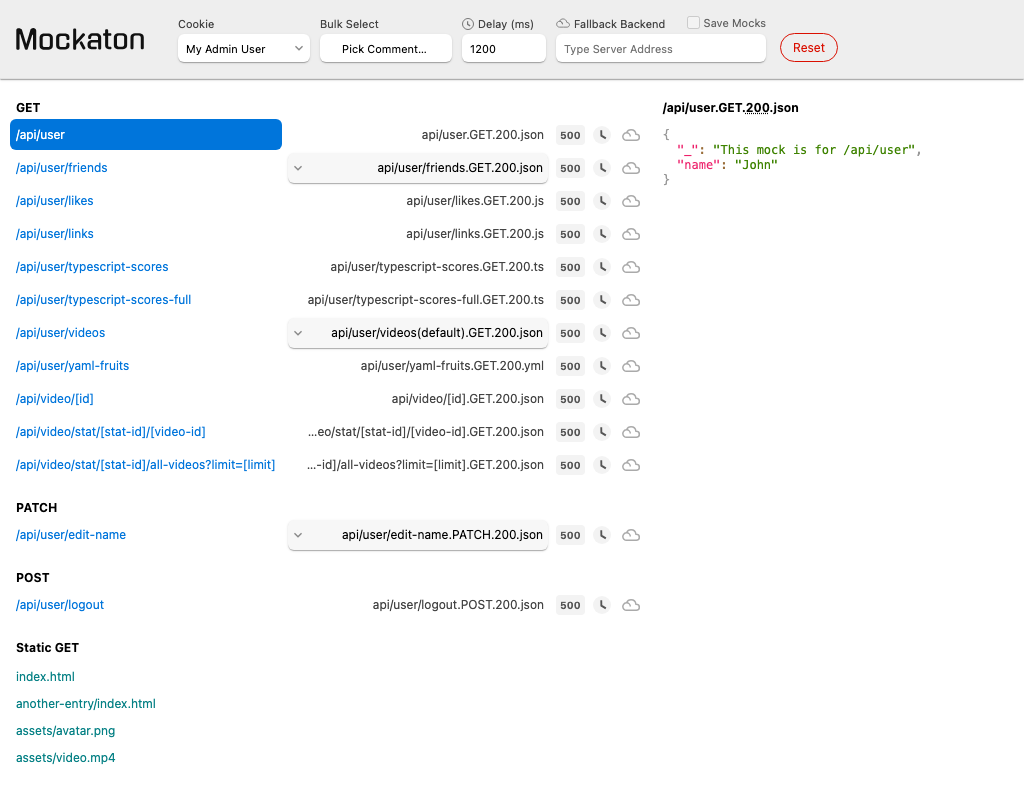 Mockaton
Cookie
My Admin User
Bulk Select
Pick Comment...
Delay (ms)
1200
Fallback Backend
Save Mocks
Type Server Address
Reset
GET
/api/user api/user.GET.200.json 500
/api/user/friends api/user/friends.GET.200.json 500
/api/user/likes api/user/likes.GET.200.js 500
/api/user/links api/user/links.GET.200.js 500
/api/user/typescript-scores api/user/typescript-scores.GET.200.ts 500
/api/user/typescript-scores-full api/user/typescript-scores-full.GET.200.ts 500
/api/user/videos api/user/videos(default).GET.200.json 500
/api/user/yaml-fruits api/user/yaml-fruits.GET.200.yml 500
/api/video/[id] api/video/[id].GET.200.json 500
/api/video/stat/[stat-id]/[video-id] ...eo/stat/[stat-id]/[video-id].GET.200.json 500
/api/video/stat/[stat-id]/all-videos?limit=[limit] ...-id]/all-videos?limit=[limit].GET.200.json 500
PATCH
/api/user/edit-name api/user/edit-name.PATCH.200.json 500
POST
/api/user/logout api/user/logout.POST.200.json 500
Static GET
index.html
another-entry/index.html
assets/avatar.png
assets/video.mp4
/api/user.GET.200.json
{
"_": "This mock is for /api/user",
"name": "John"
}